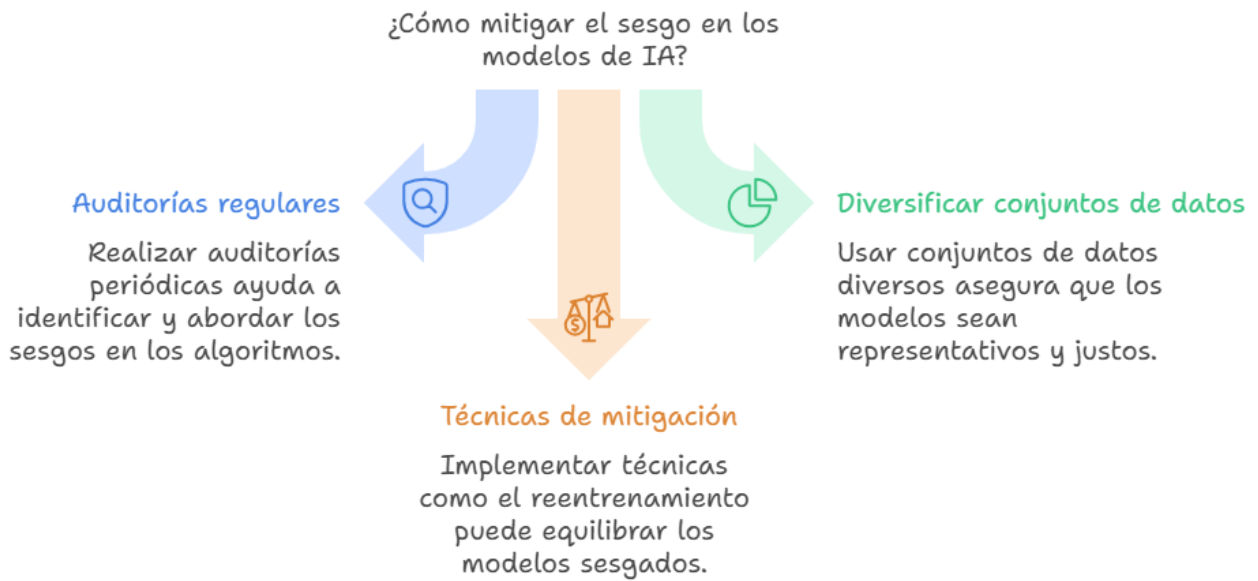 ¿Cómo mitigar el sesgo en los
modelos de IA?
Auditorías regulares
Realizar auditorías
periódicas ayuda a
identificar y abordar los
sesgos en los algoritmos.
Técnicas de mitigación
Implementar técnicas
como el reentrenamiento
puede equilibrar los
modelos sesgados.
Diversificar conjuntos de datos
Usar conjuntos de datos
diversos asegura que los
modelos sean
representativos y justos.